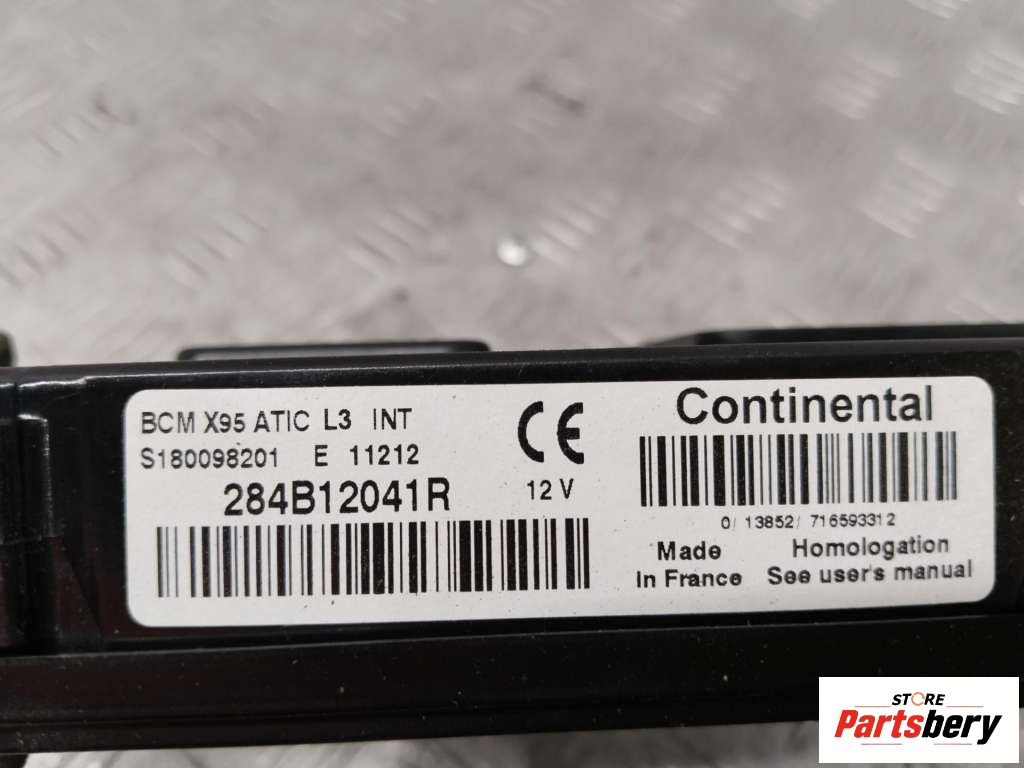 BCM X95 ATIC L3 INT
S180098201 E 11212
284B12041R
CE
12 V
Continental
0/ 13852/ 716593312
Made
in France
Homologation
See user's manual
STORE
Partsbery